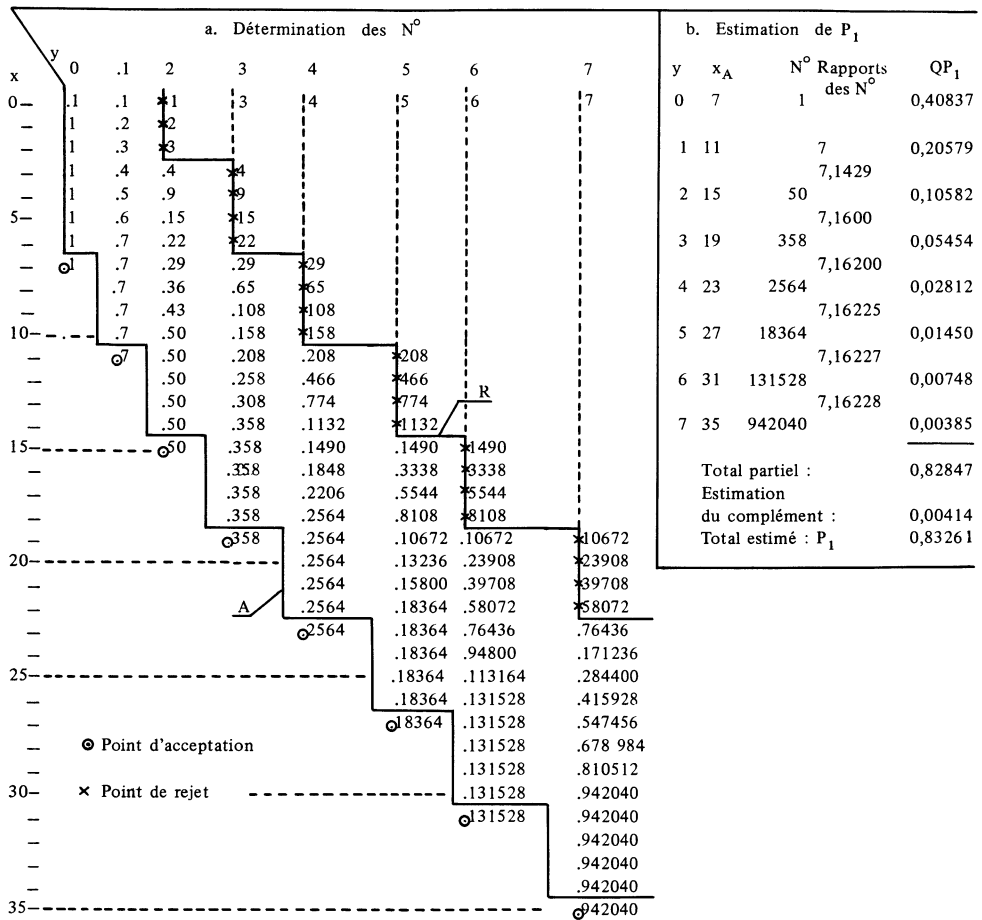 a. Détermination des N°
y
0 .1 2 3 4 5 6 7
x
0 .1 .1 1 3 4 5 6 7
1 .2 2
1 .3 3
1 .4 .4 4
1 .5 .9 9
5 1 .6 .15 15
1 .7 .22 22
1 .7 .29 .29 29
.7 .36 .65 65
.7 .43 .108 108
10 .7 .50 .158 158
7 .50 .208 .208 208
.50 .258 .466 466
.50 .308 .774 774
.50 .358 .1132 1132
R
15 .50 .358 .1490 .1490 1490
.358 .1848 .3338 3338
.358 .2206 .5544 5544
.358 .2564 .8108 8108
358 .2564 .10672 .10672 10672
20 .2564 .13236 .23908 23908
.2564 .15800 .39708 39708
A .2564 .18364 .58072 58072
2564 .18364 .76436 .76436
.18364 .94800 .171236
25 .18364 .113164 .284400
.18364 .131528 .415928
18364 .131528 .547456
Point d'acceptation .131528 .678 984
.131528 .810512
30 Point de rejet .131528 .942040
131528 .942040
.942040
.942040
.942040
35 942040
b. Estimation de P1
y xA N° Rapports des N° QP1
0 7 1 0,40837
1 11 7 0,20579
7,1429
2 15 50 0,10582
7,1600
3 19 358 0,05454
7,16200
4 23 2564 0,02812
7,16225
5 27 18364 0,01450
7,16227
6 31 131528 0,00748
7,16228
7 35 942040 0,00385
Total partiel : 0,82847
Estimation
du complément : 0,00414
Total estimé : P1 0,83261